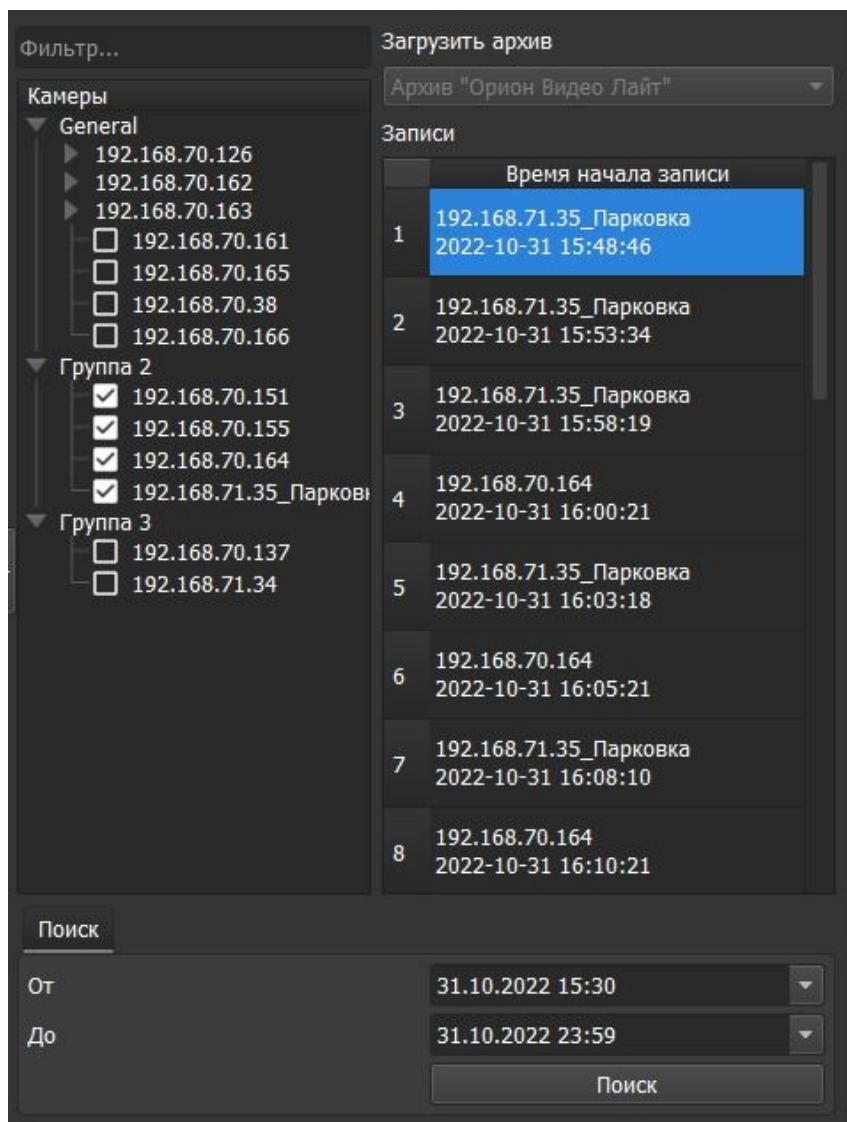 Фильтр...
Камеры
General
192.168.70.126
192.168.70.162
192.168.70.163
192.168.70.161
192.168.70.165
192.168.70.38
192.168.70.166
Группа 2
192.168.70.151
192.168.70.155
192.168.70.164
192.168.71.35_Парковк
Группа 3
192.168.70.137
192.168.71.34
Загрузить архив
Архив "Орион Видео Лайт"
Записи
Время начала записи
1
192.168.71.35_Парковка
2022-10-31 15:48:46
2
192.168.71.35_Парковка
2022-10-31 15:53:34
3
192.168.71.35_Парковка
2022-10-31 15:58:19
4
192.168.70.164
2022-10-31 16:00:21
5
192.168.71.35_Парковка
2022-10-31 16:03:18
6
192.168.70.164
2022-10-31 16:05:21
7
192.168.71.35_Парковка
2022-10-31 16:08:10
8
192.168.70.164
2022-10-31 16:10:21
Поиск
От 31.10.2022 15:30
До 31.10.2022 23:59
Поиск